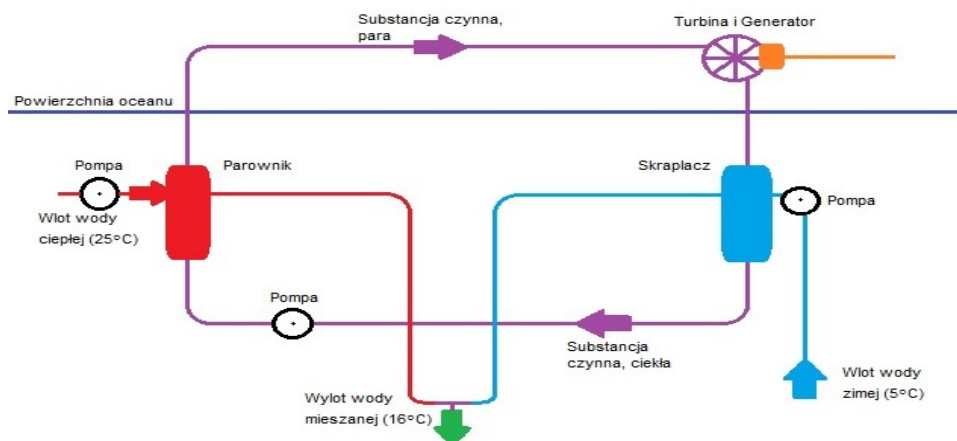 Substancja czynna,
para
Turbina i Generator
Powierzchnia oceanu
Pompa
Parownik
Skraplacz
Pompa
Wlot wody
ciepłej (25°C)
Pompa
Substancja
czynna, ciekła
Wlot wody
zimej (5°C)
Wylot wody
mieszanej (16°C)